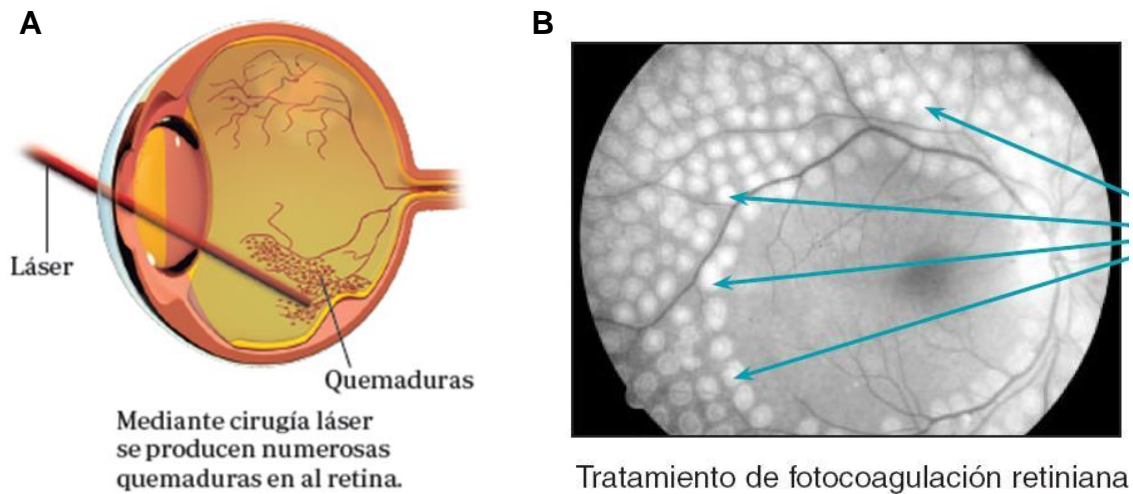 A
B
Láser
Quemaduras
Mediante cirugía láser
se producen numerosas
quemaduras en al retina.
Tratamiento de fotocoagulación retiniana